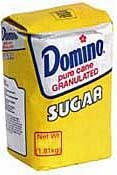 Domino
pure cane
GRANULATED
SUGAR
Net Wt
(1.81kg)